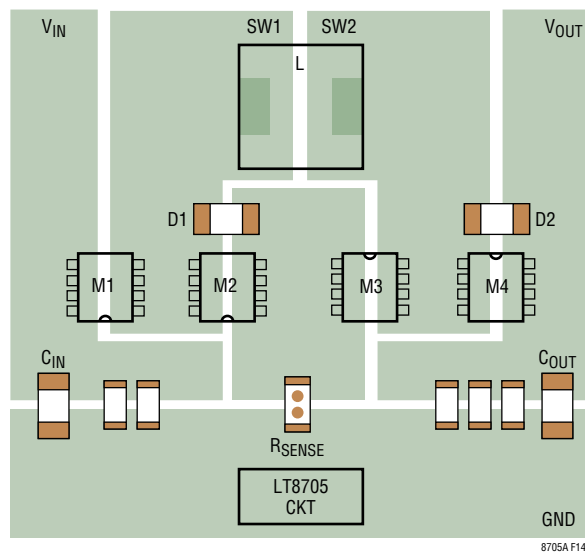 VIN SW1 SW2 VOUT
L
D1 D2
M1 M2 M3 M4
CIN COUT
RSENSE
LT8705
CKT
GND
8705A F14